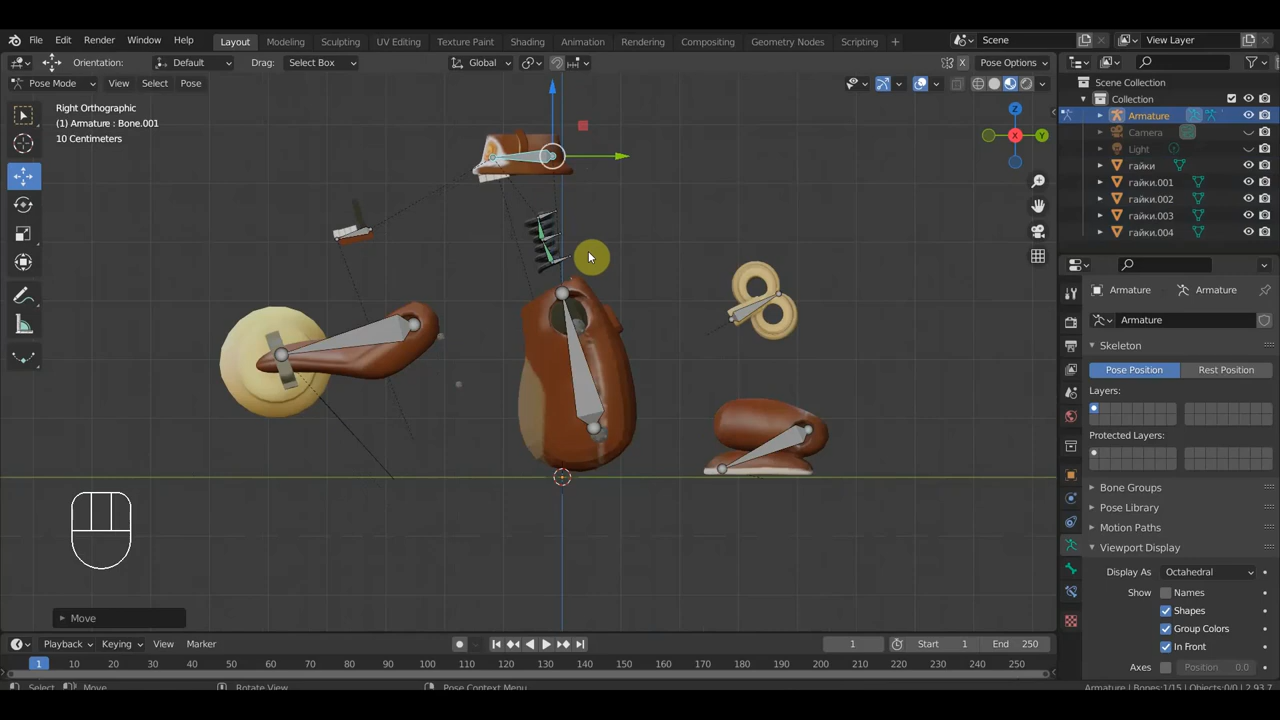 File Edit Render Window Help Layout Modeling Sculpting UV Editing Texture Paint Shading Animation Rendering Compositing Geometry Nodes Scripting + Scene View Layer
Orientation: Default Drag: Select Box Global Pose Options
Pose Mode View Select Pose
Right Orthographic
(1) Armature : Bone.001
10 Centimeters
Scene Collection
Collection
Armature
Camera
Light
гайки
гайки.001
гайки.002
гайки.003
гайки.004
Armature Armature
Armature
Skeleton
Pose Position Rest Position
Layers:
Protected Layers:
Bone Groups
Pose Library
Motion Paths
Viewport Display
Display As Octahedral
Show Names
Shapes
Group Colors
In Front
Axes Position 0.0
Move
Playback Keying View Marker 1 Start 1 End 250
1 10 20 30 40 50 60 70 80 90 100 110 120 130 140 150 160 170 180 190 200 210 220 230 240 250
Select Move Rotate View Pose Context Menu Armature | Bones:1/15 | Objects:0/0 | 2.93.7